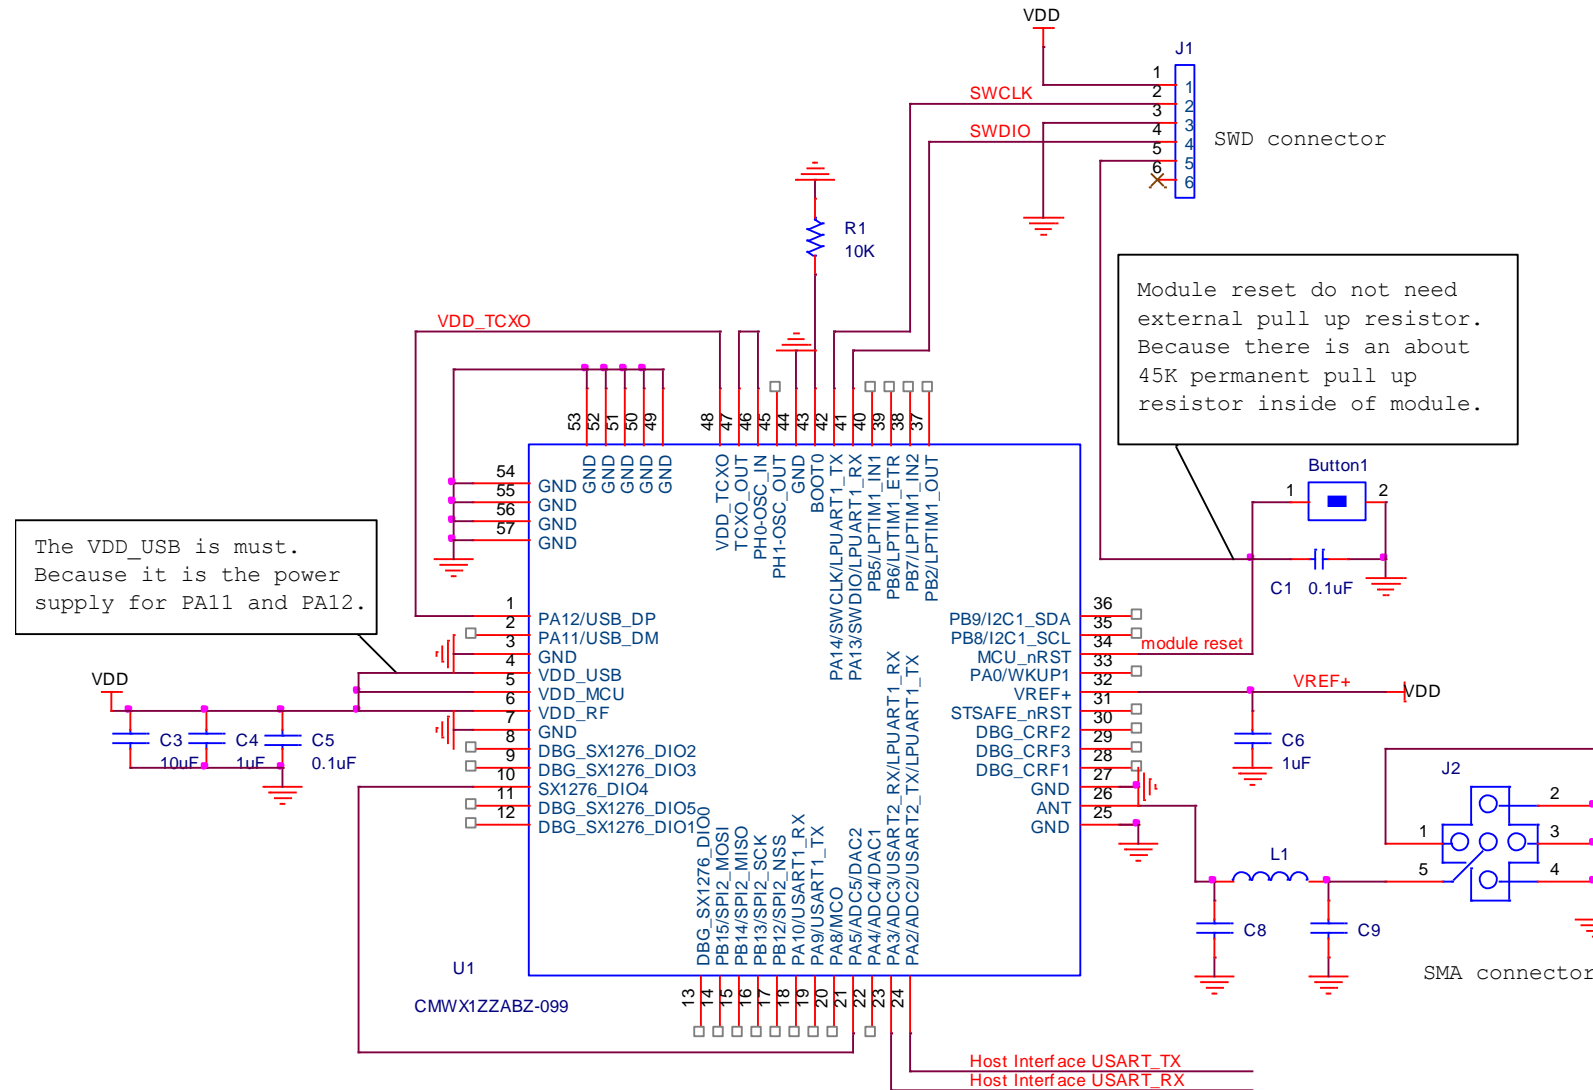 VDD
J1
1
2
3
4
5
6
1
2
3
4
5
6
SWCLK
SWDIO
SWD connector
R1
10K
Module reset do not need
external pull up resistor.
Because there is an about
45K permanent pull up
resistor inside of module.
VDD_TCXO
53
52
51
50
49
48
47
46
45
44
43
42
41
40
39
38
37
GND
GND
GND
GND
GND
VDD_TCXO
TCXO_OUT
PH0-OSC_IN
PH1-OSC_OUT
GND
BOOT0
PA14/SWCLK/LPUART1_TX
PA13/SWDIO/LPUART1_RX
PB5/LPTIM1_IN1
PB6/LPTIM1_ETR
PB7/LPTIM1_IN2
PB2/LPTIM1_OUT
54 GND
55 GND
56 GND
57 GND
Button1
1 2
C1 0.1uF
The VDD_USB is must.
Because it is the power
supply for PA11 and PA12.
1 PA12/USB_DP
2 PA11/USB_DM
3 GND
4 VDD_USB
5 VDD_MCU
6 VDD_RF
7 GND
8 DBG_SX1276_DIO2
9 DBG_SX1276_DIO3
10 SX1276_DIO4
11 DBG_SX1276_DIO5
12 DBG_SX1276_DIO1
PB9/I2C1_SDA 36
PB8/I2C1_SCL 35
MCU_nRST 34
PA0/WKUP1 33
VREF+ 32
STSAFE_nRST 31
DBG_CRF2 30
DBG_CRF3 29
DBG_CRF1 28
GND 27
ANT 26
GND 25
module reset
VREF+
VDD
VDD
C3
10uF
C4
1uF
C5
0.1uF
C6
1uF
J2
1
2
3
4
5
L1
C8
C9
SMA connector
DBG_SX1276_DIO0
PB15/SPI2_MOSI
PB14/SPI2_MISO
PB13/SPI2_SCK
PB12/SPI2_NSS
PA10/USART1_RX
PA9/USART1_TX
PA8/MCO
PA5/ADC5/DAC2
PA4/ADC4/DAC1
PA3/ADC3/USART2_RX/LPUART1_RX
PA2/ADC2/USART2_TX/LPUART1_TX
13
14
15
16
17
18
19
20
21
22
23
24
U1
CMWX1ZZABZ-099
Host Interface USART_TX
Host Interface USART_RX